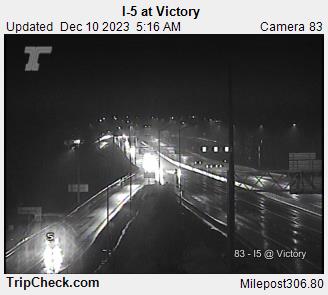 I-5 at Victory
Updated Dec 10 2023 5:16 AM Camera 83
T
83 - I5 @ Victory
TripCheck.com Milepost306.80